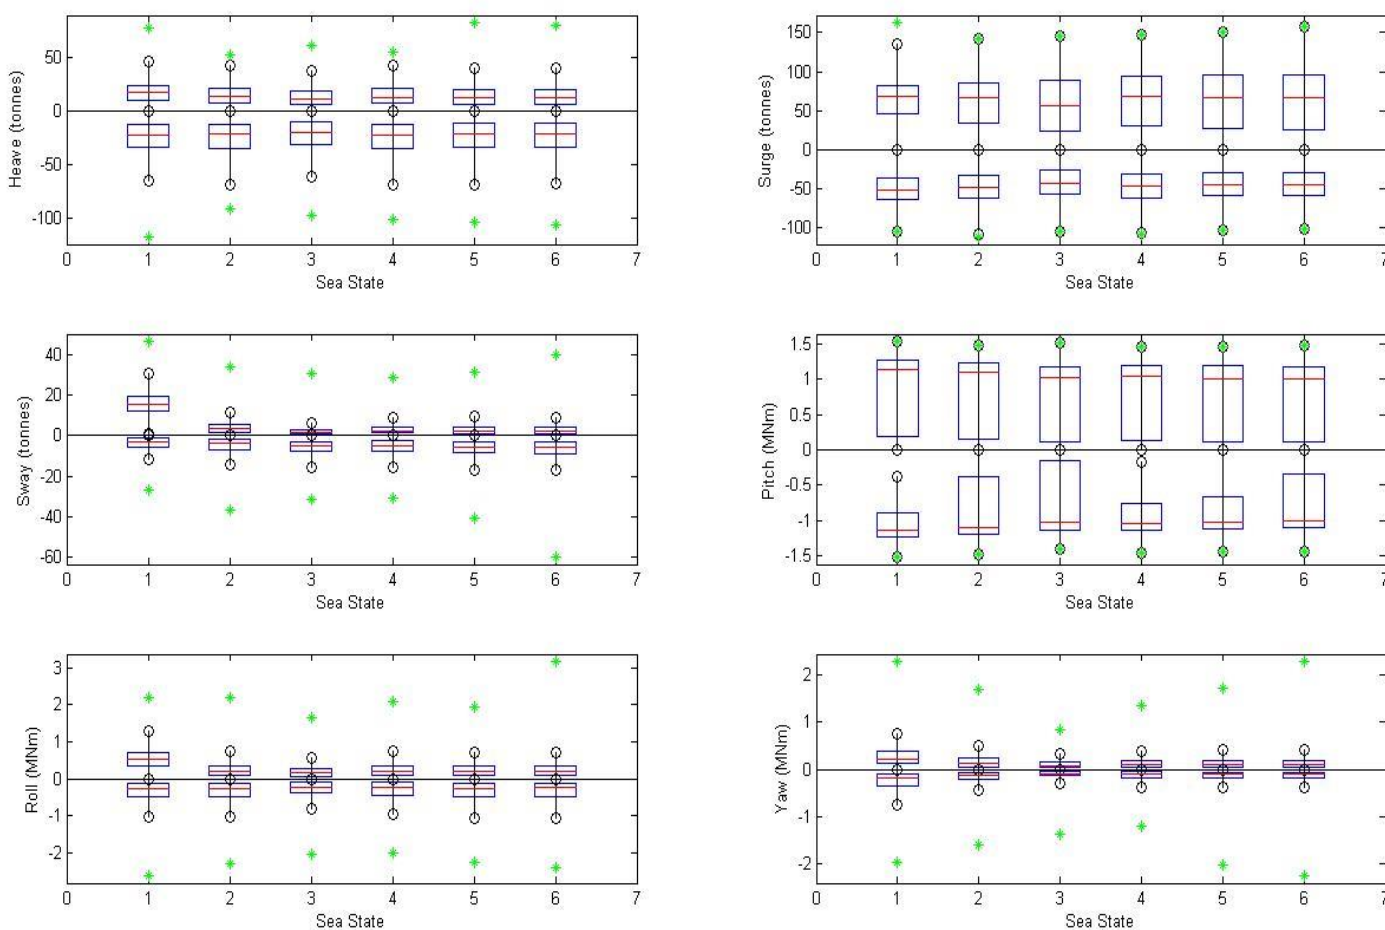 Heave (tonnes)
50
0
-50
-100
0 1 2 3 4 5 6 7
Sea State
Surge (tonnes)
150
100
50
0
-50
-100
0 1 2 3 4 5 6 7
Sea State
Sway (tonnes)
40
20
0
-20
-40
-60
0 1 2 3 4 5 6 7
Sea State
Pitch (MNm)
1.5
1
0.5
0
-0.5
-1
-1.5
0 1 2 3 4 5 6 7
Sea State
Roll (MNm)
3
2
1
0
-1
-2
0 1 2 3 4 5 6 7
Sea State
Yaw (MNm)
2
1
0
-1
-2
0 1 2 3 4 5 6 7
Sea State